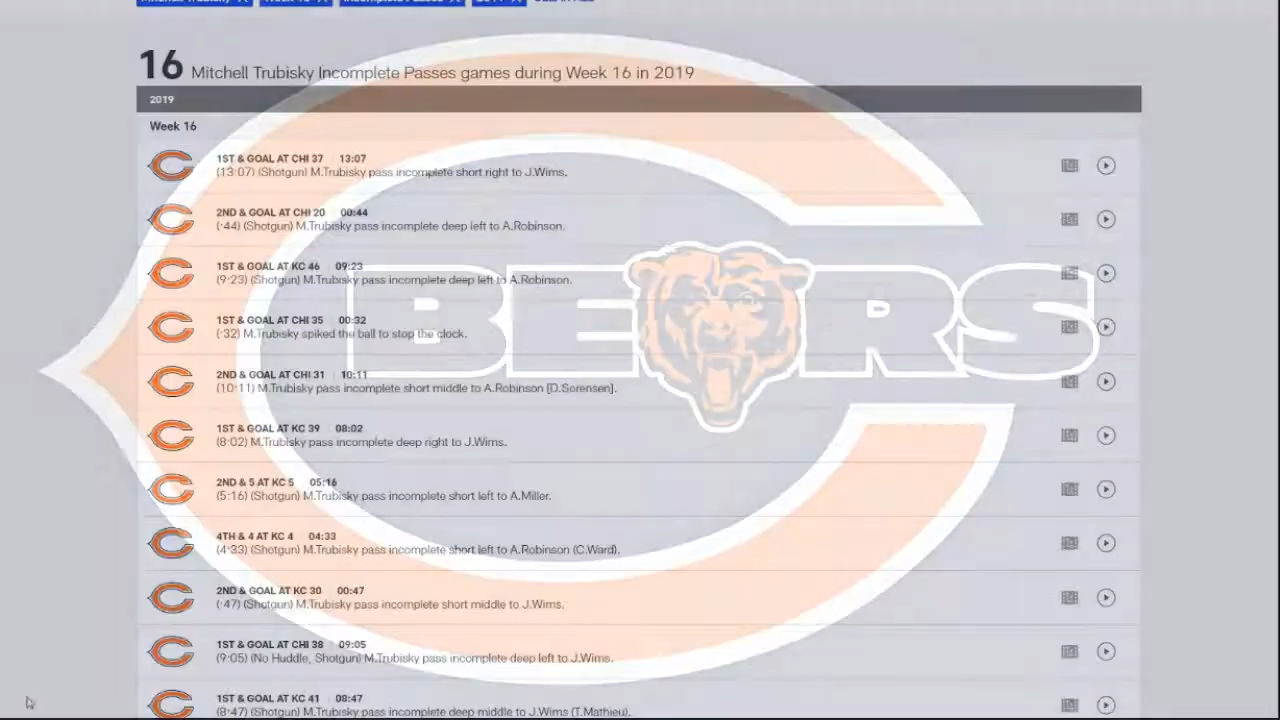 16 Mitchell Trubisky Incomplete Passes games during Week 16 in 2019
2019
Week 16
1ST & GOAL AT CHI 37 13:07
(13:07) (Shotgun) M.Trubisky pass incomplete short right to J.Wims.
2ND & GOAL AT CHI 20 00:44
(:44) (Shotgun) M.Trubisky pass incomplete deep left to A.Robinson.
1ST & GOAL AT KC 46 09:23
(9:23) (Shotgun) M.Trubisky pass incomplete deep left to A.Robinson.
BEARS
1ST & GOAL AT CHI 35 00:32
(:32) M.Trubisky spiked the ball to stop the clock.
2ND & GOAL AT CHI 31 10:11
(10:11) M.Trubisky pass incomplete short middle to A.Robinson [D.Sorensen].
1ST & GOAL AT KC 39 08:02
(8:02) M.Trubisky pass incomplete deep right to J.Wims.
2ND & 5 AT KC 5 05:16
(5:16) (Shotgun) M.Trubisky pass incomplete short left to A.Miller.
4TH & 4 AT KC 4 04:33
(4:33) (Shotgun) M.Trubisky pass incomplete short left to A.Robinson (C.Ward).
2ND & GOAL AT KC 30 00:47
(:47) (Shotgun) M.Trubisky pass incomplete short middle to J.Wims.
1ST & GOAL AT CHI 38 09:05
(9:05) (No Huddle, Shotgun) M.Trubisky pass incomplete deep left to J.Wims.
1ST & GOAL AT KC 41 08:47
(8:47) (Shotgun) M.Trubisky pass incomplete deep middle to J.Wims (T.Mathieu).